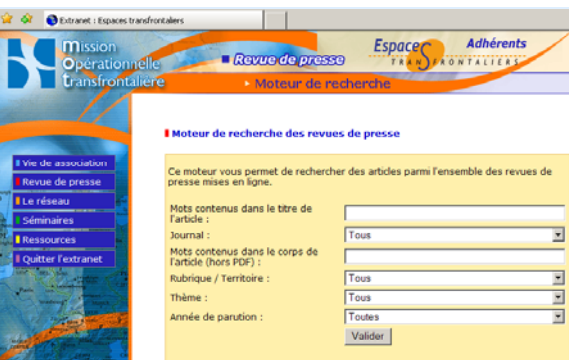 Extranet : Espaces transfrontaliers
Mission
Opérationnelle
transfrontalière
Revue de presse
Espaces
TRANSFRONTALIERS
Adhérents
Moteur de recherche
Moteur de recherche des revues de presse
Vie de association
Revue de presse
Le réseau
Séminaires
Ressources
Quitter l'extranet
Ce moteur vous permet de rechercher des articles parmi l'ensemble des revues de
presse mises en ligne.
Mots contenus dans le titre de
l'article :
Journal : Tous
Mots contenus dans le corps de
l'article (hors PDF) :
Rubrique / Territoire : Tous
Thème : Tous
Année de parution : Toutes
Valider